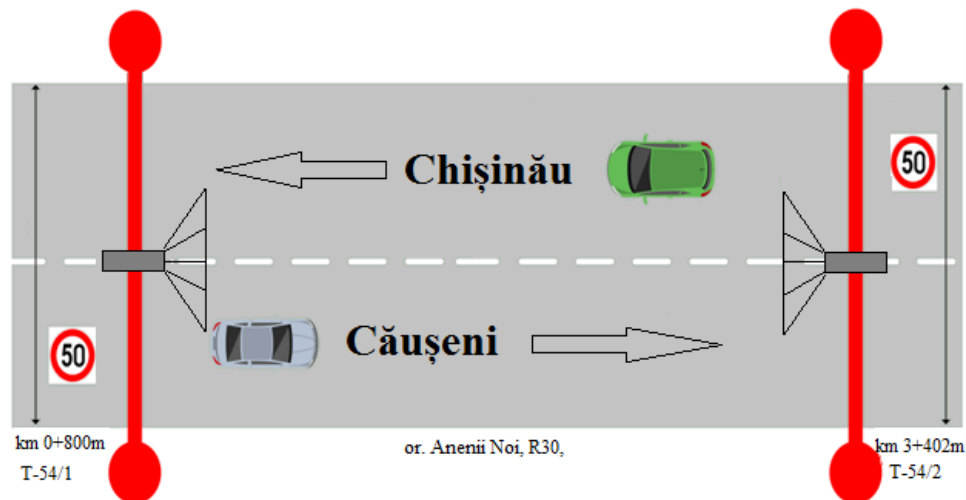 50
Chișinău
Căușeni
50
km 0+800m
or. Anenii Noi, R30,
km 3+402m
T-54/1
T-54/2